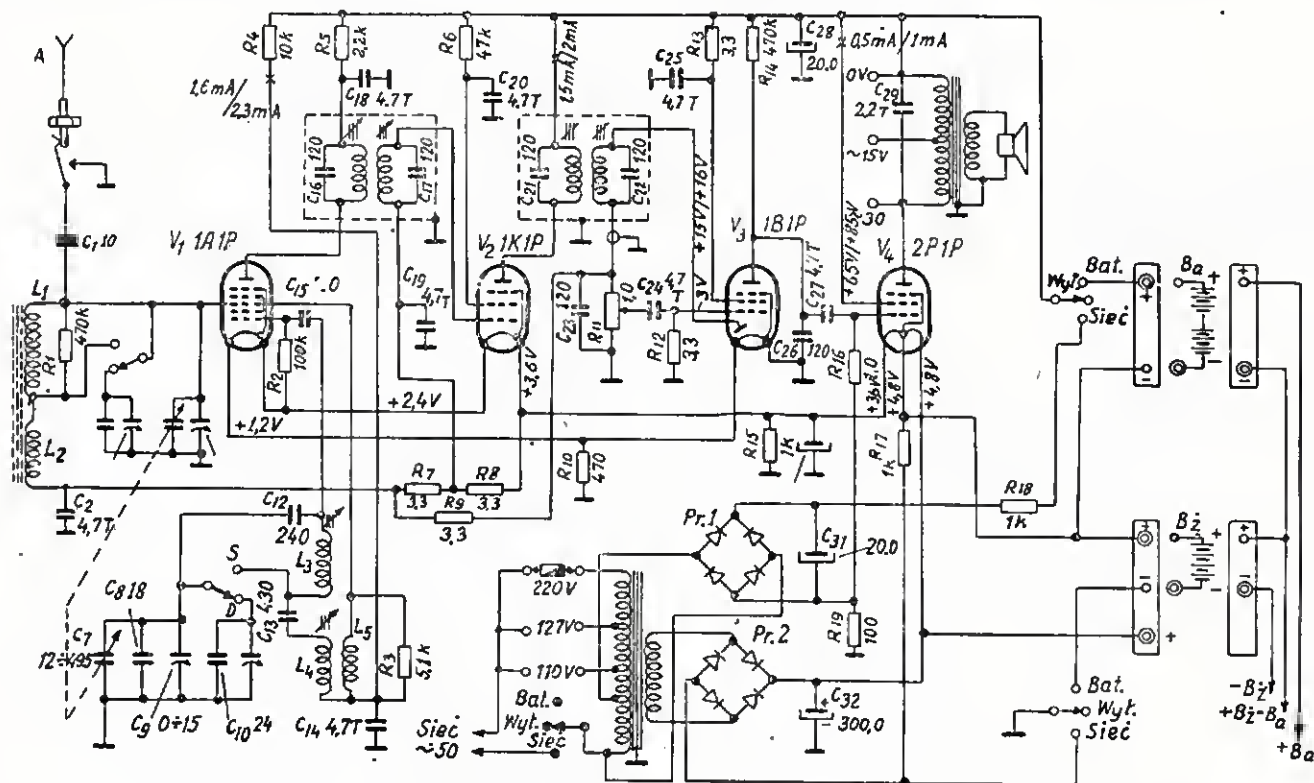 A
R4
10k
1,6mA/
2,3mA
R5
2,2k
C18 4.7T
R6
47k
C20
4.7T
1,5mA/2mA
C25
4,7T
R13
3,3
R14 470k
C28
20.0
0,5mA/1mA
0V
C29
2,2T
~15V
~30
C16
120
120
C17
C21
120
120
C22
C1 10
V1 1A1P
V2 1K1P
V3
1B1P
V4
2P1P
+15V/+16V
+65V/+85V
L1
R1
470k
L2
C2
4,7T
C15
R2
100k
C19
4,7T
C23
120
R11
1,0
C24 4,7
T
R12
3,3
C26 120
C27 4,7T
R16
+4,8V
+4,8V
+3,6V
+2,4V
+1,2V
R15
1k
R17
1k
R10
470
R7
3,3
R8
3,3
R9
3,3
Bat.
Wył.
Sieć
Ba
+
-
R18
1k
C12
240
L3
S
D
C13 430
L4
L5
R3
5,1k
C7
12÷495
C8 18
C9 0÷15
C10 24
C14 4,7T
220V
127V
110V
Bat.
Wył.
Sieć
Sieć
~50
Pr.1
Pr.2
C31
20.0
R19
100
C32
300,0
+
-
Bż
+
-
Bat.
Wył.
Sieć
-Bż
+Bż-Ba
+Ba